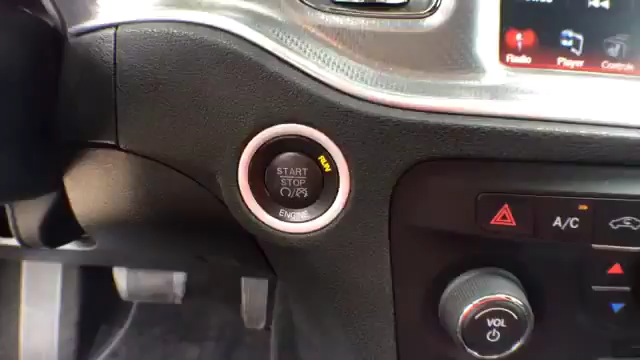 Radio
Player
Controls
RUN
START
STOP
ENGINE
A/C
VOL